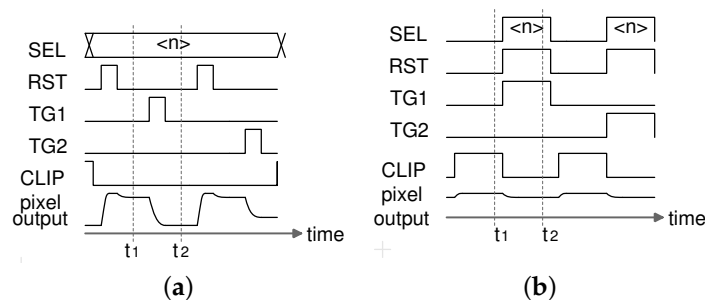 SEL <n>
RST
TG1
TG2
CLIP
pixel
output
time
t1 t2
(a)
SEL <n> <n>
RST
TG1
TG2
CLIP
pixel
output
time
t1 t2
(b)